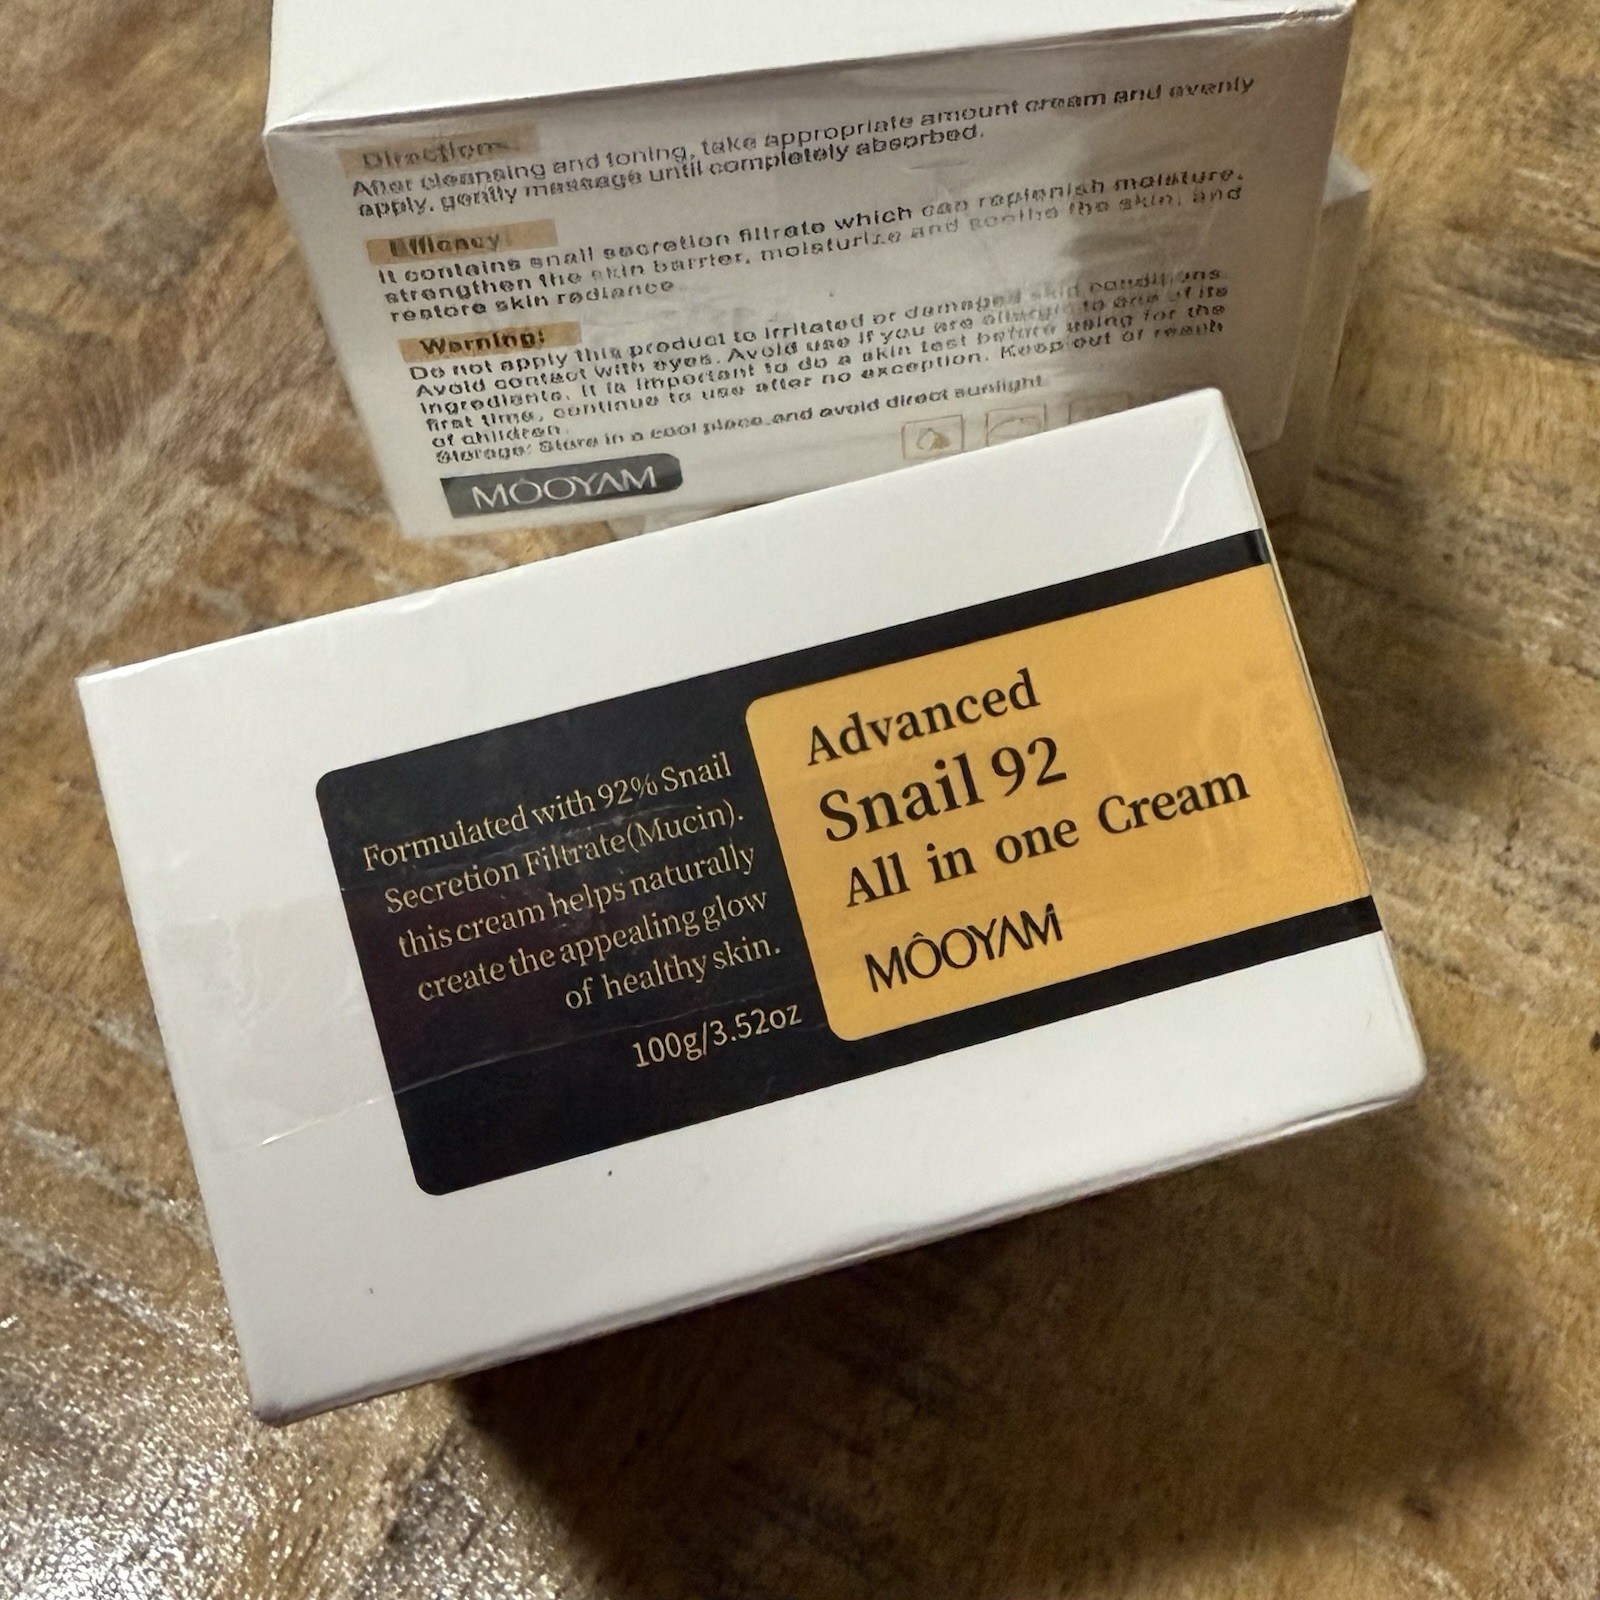 Directions:
After cleansing and toning, take appropriate amount cream and evenly
apply, gently massage until completely absorbed.
Efficacy:
It contains snail secretion filtrate which can replenish moisture,
strengthen the skin barrier, moisturize and soothe the skin, and
restore skin radiance
Warning:
Do not apply this product to irritated or damaged skin conditions
Avoid contact with eyes. Avoid use if you are allergic to one of its
ingredients. It is important to do a skin test before using for the
first time, continue to use after no exception. Keep out of reach
of children.
Storage: Store in a cool place and avoid direct sunlight
MÔOYAM
Formulated with 92% Snail
Secretion Filtrate(Mucin).
this cream helps naturally
create the appealing glow
of healthy skin.
100g/3.52oz
Advanced
Snail 92
All in one Cream
MÔOYAM